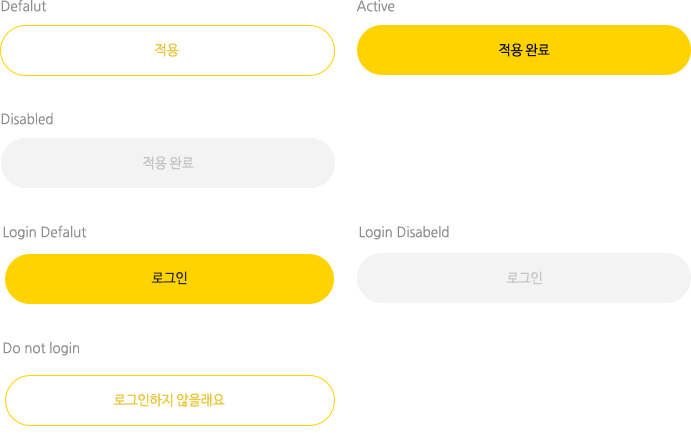 Defalut
Active
적용
적용 완료
Disabled
적용 완료
Login Defalut
Login Disabeld
로그인
로그인
Do not login
로그인하지 않을래요